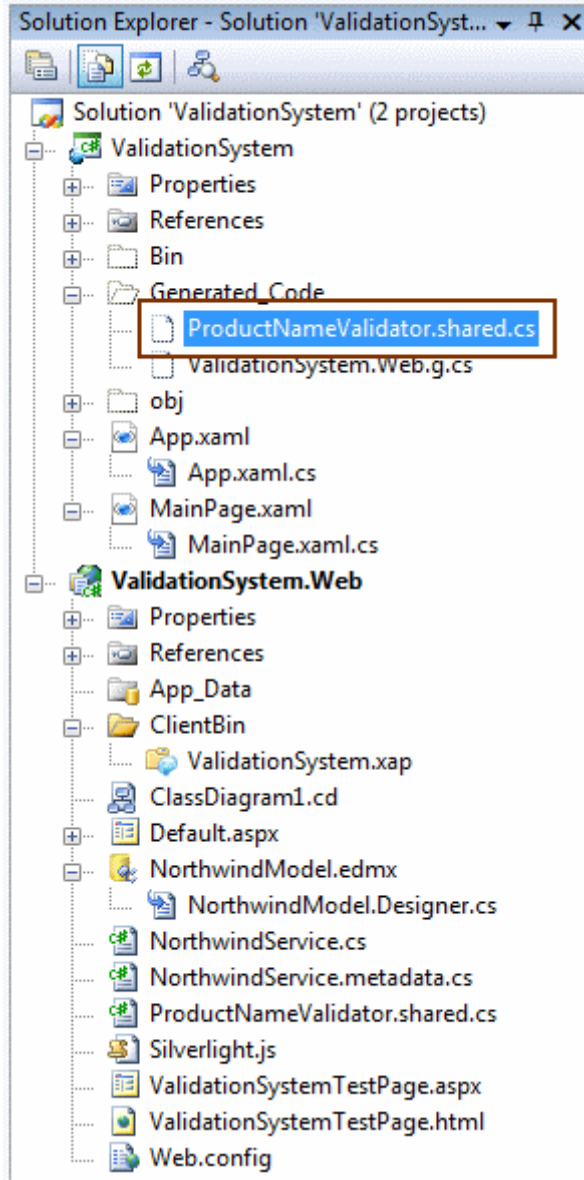 Solution Explorer - Solution 'ValidationSyst...
Solution 'ValidationSystem' (2 projects)
ValidationSystem
Properties
References
Bin
Generated_Code
ProductNameValidator.shared.cs
ValidationSystem.Web.g.cs
obj
App.xaml
App.xaml.cs
MainPage.xaml
MainPage.xaml.cs
ValidationSystem.Web
Properties
References
App_Data
ClientBin
ValidationSystem.xap
ClassDiagram1.cd
Default.aspx
NorthwindModel.edmx
NorthwindModel.Designer.cs
NorthwindService.cs
NorthwindService.metadata.cs
ProductNameValidator.shared.cs
Silverlight.js
ValidationSystemTestPage.aspx
ValidationSystemTestPage.html
Web.config